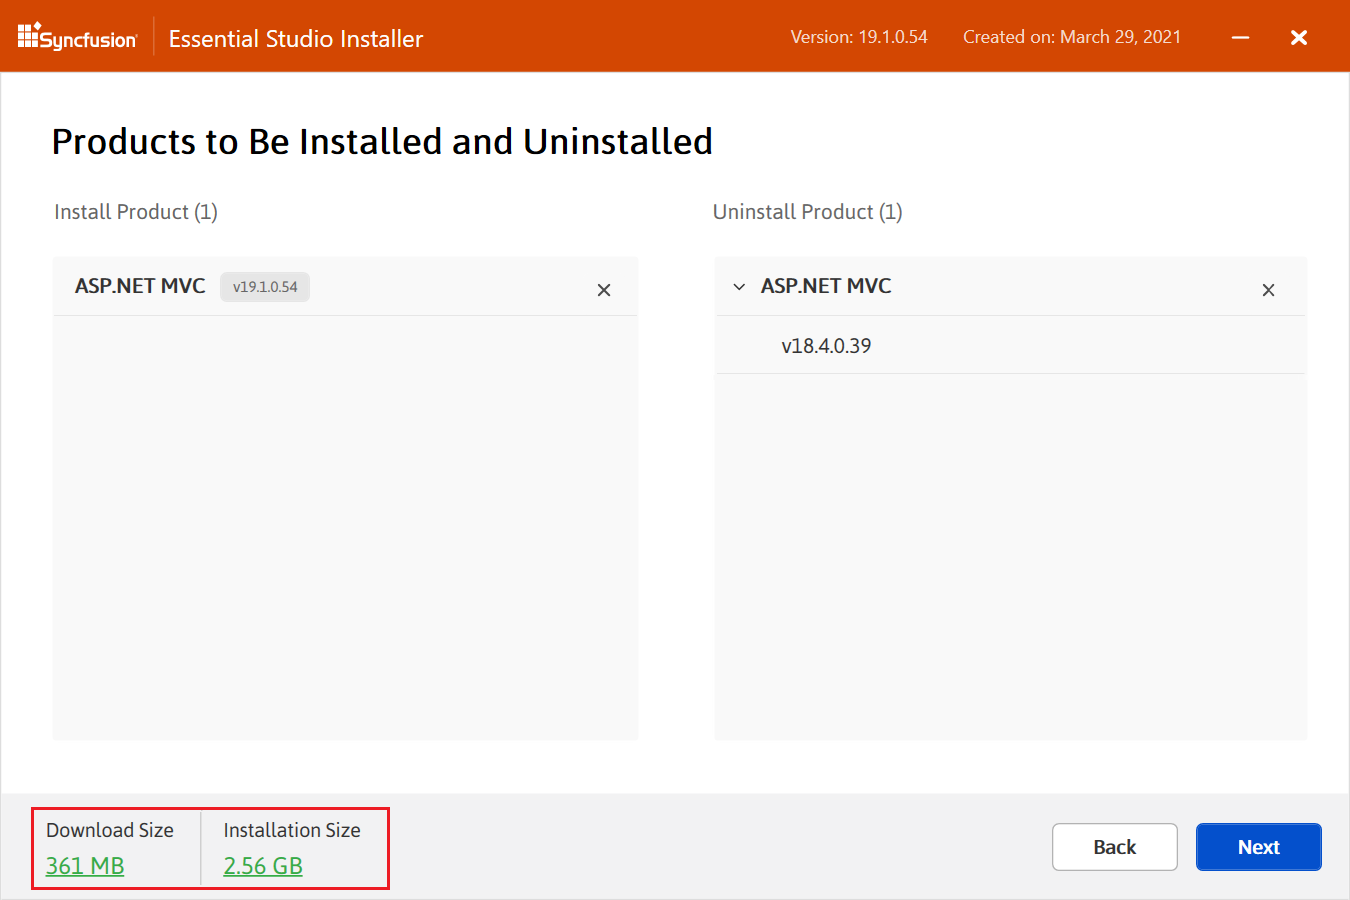 Syncfusion
Essential Studio Installer
Version: 19.1.0.54
Created on: March 29, 2021
Products to Be Installed and Uninstalled
Install Product (1)
Uninstall Product (1)
ASP.NET MVC v19.1.0.54
ASP.NET MVC
v18.4.0.39
Download Size
361 MB
Installation Size
2.56 GB
Back
Next